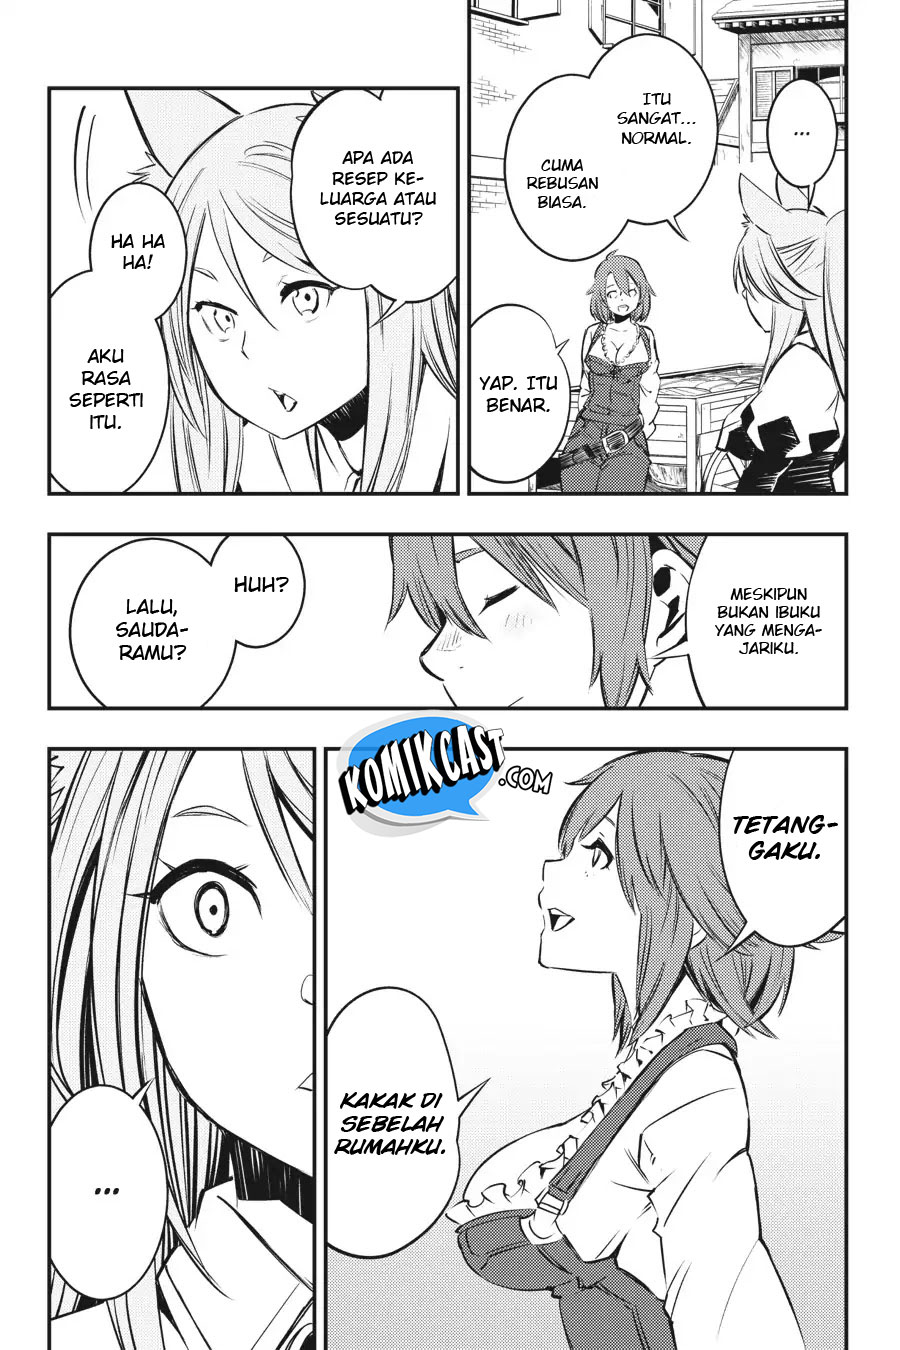 ...
ITU
SANGAT...
NORMAL.
CUMA
REBUSAN
BIASA.
YAP. ITU
BENAR.
APA ADA
RESEP KE-
LUARGA ATAU
SESUATU?
HA HA
HA!
AKU
RASA
SEPERTI
ITU.
MESKIPUN
BUKAN IBUKU
YANG MENGA-
JARIKU.
HUH?
LALU,
SAUDA-
RAMU?
TETANG-
GAKU.
KAKAK DI
SEBELAH
RUMAHKU.
...
KOMIKCAST
.COM